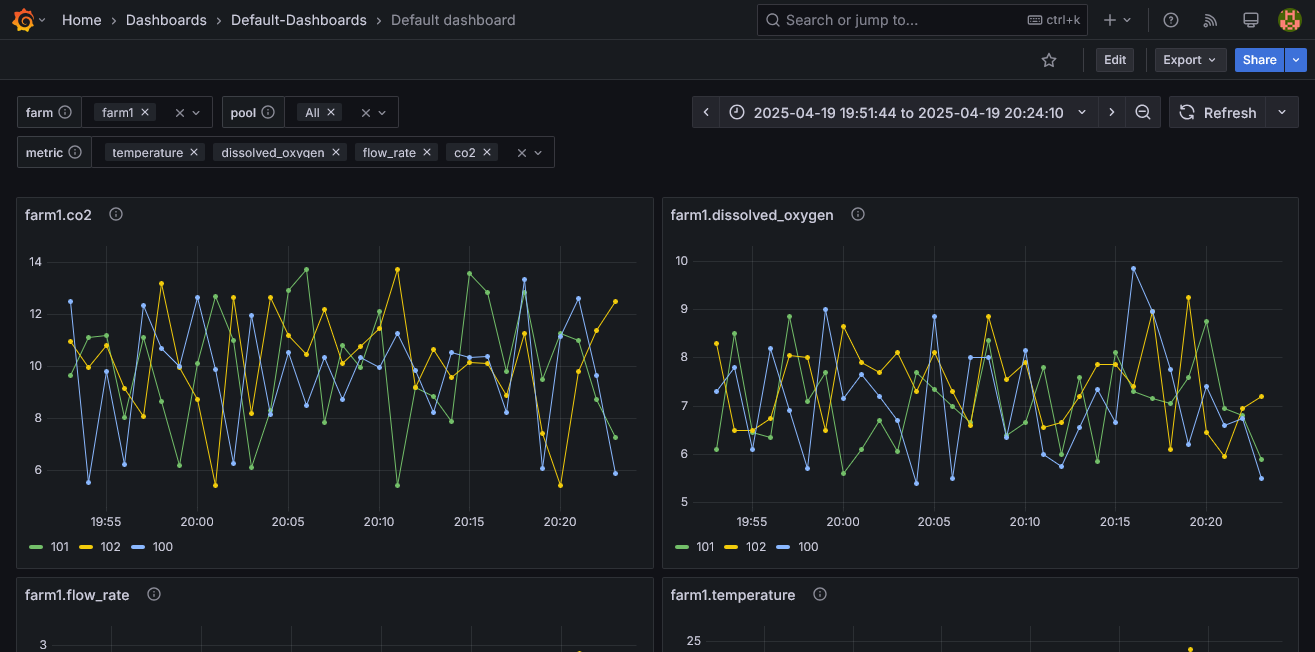 Home › Dashboards › Default-Dashboards › Default dashboard
Search or jump to... ctrl+k
Edit Export Share
farm farm1 pool All
2025-04-19 19:51:44 to 2025-04-19 20:24:10 Refresh
metric temperature dissolved_oxygen flow_rate co2
farm1.co2
14
12
10
8
6
19:55 20:00 20:05 20:10 20:15 20:20
101 102 100
farm1.dissolved_oxygen
10
9
8
7
6
5
19:55 20:00 20:05 20:10 20:15 20:20
101 102 100
farm1.flow_rate
3
farm1.temperature
25